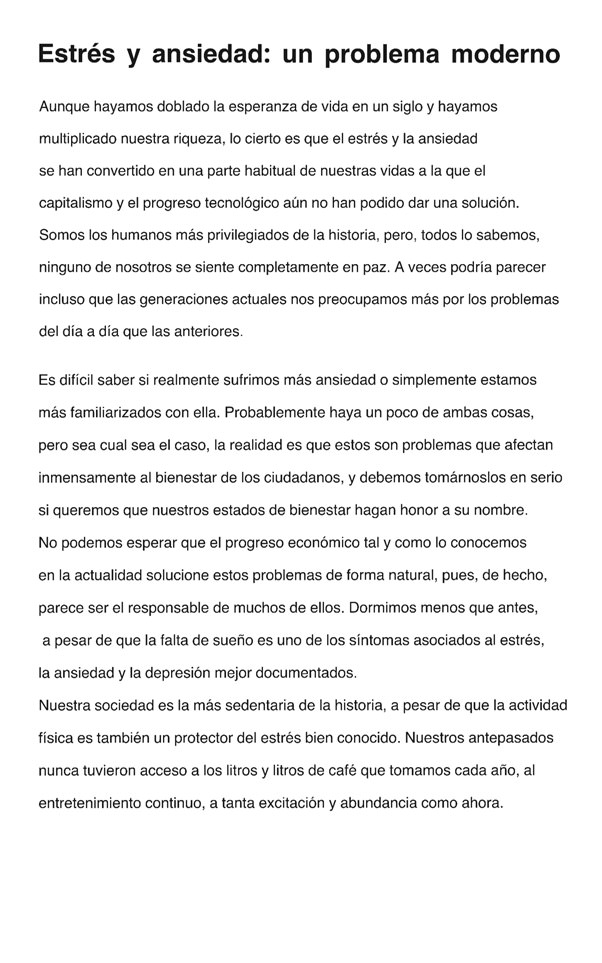 Estrés y ansiedad: un problema moderno
Aunque hayamos doblado la esperanza de vida en un siglo y hayamos
multiplicado nuestra riqueza, lo cierto es que el estrés y la ansiedad
se han convertido en una parte habitual de nuestras vidas a la que el
capitalismo y el progreso tecnológico aún no han podido dar una solución.
Somos los humanos más privilegiados de la historia, pero, todos lo sabemos,
ninguno de nosotros se siente completamente en paz. A veces podría parecer
incluso que las generaciones actuales nos preocupamos más por los problemas
del día a día que las anteriores.
Es difícil saber si realmente sufrimos más ansiedad o simplemente estamos
más familiarizados con ella. Probablemente haya un poco de ambas cosas,
pero sea cual sea el caso, la realidad es que estos son problemas que afectan
inmensamente al bienestar de los ciudadanos, y debemos tomárnoslos en serio
si queremos que nuestros estados de bienestar hagan honor a su nombre.
No podemos esperar que el progreso económico tal y como lo conocemos
en la actualidad solucione estos problemas de forma natural, pues, de hecho,
parece ser el responsable de muchos de ellos. Dormimos menos que antes,
a pesar de que la falta de sueño es uno de los síntomas asociados al estrés,
la ansiedad y la depresión mejor documentados.
Nuestra sociedad es la más sedentaria de la historia, a pesar de que la actividad
física es también un protector del estrés bien conocido. Nuestros antepasados
nunca tuvieron acceso a los litros y litros de café que tomamos cada año, al
entretenimiento continuo, a tanta excitación y abundancia como ahora.